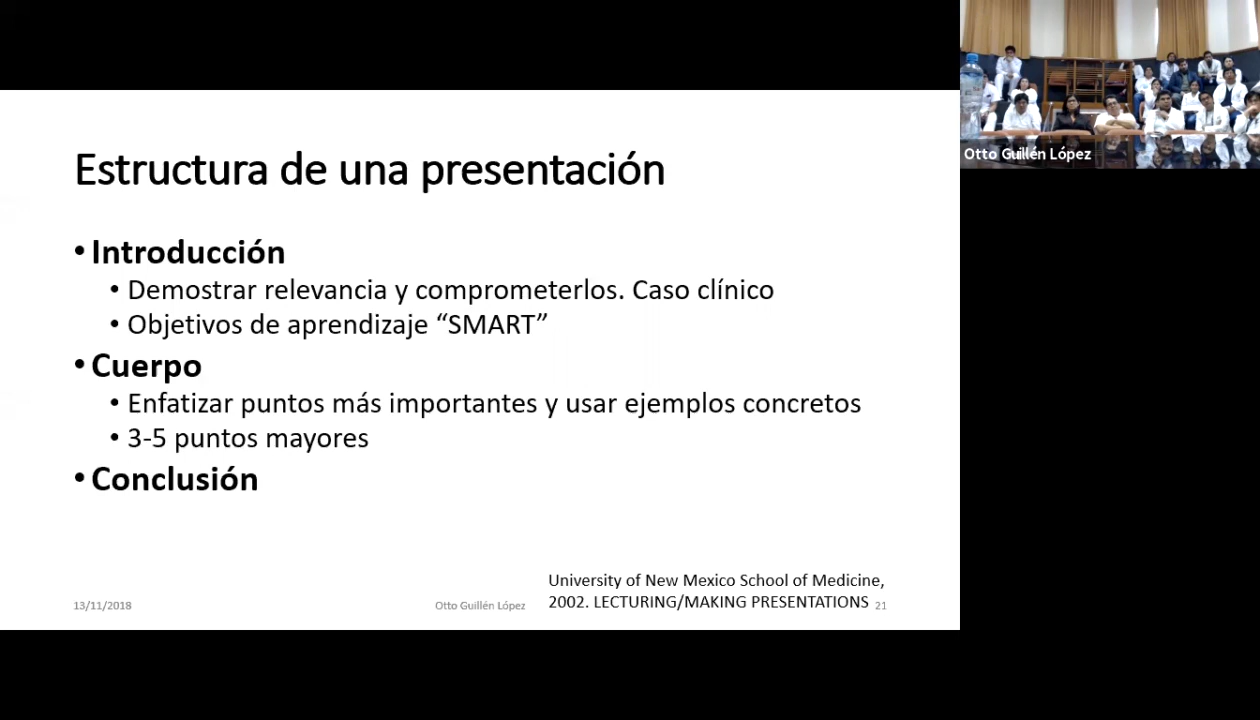 Estructura de una presentación
• Introducción
• Demostrar relevancia y comprometerlos. Caso clínico
• Objetivos de aprendizaje “SMART”
• Cuerpo
• Enfatizar puntos más importantes y usar ejemplos concretos
• 3-5 puntos mayores
• Conclusión
University of New Mexico School of Medicine,
2002. LECTURING/MAKING PRESENTATIONS
13/11/2018
Otto Guillén López
21
Otto Guillén López